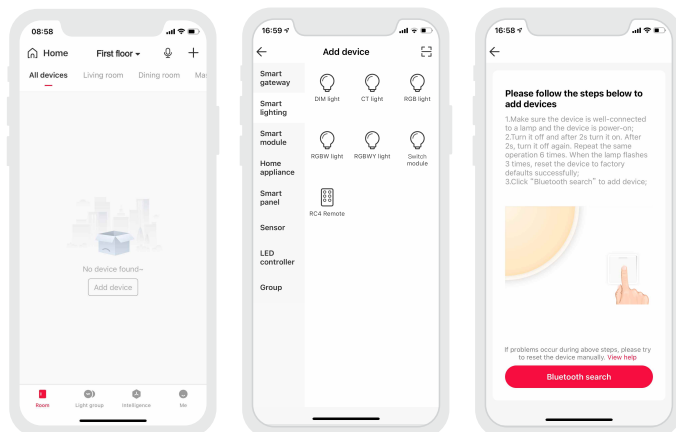 08:58
Home
First floor
All devices Living room Dining room Mas
No device found~
Add device
Room Light group Intelligence Me
16:59
Add device
Smart
gateway
Smart
lighting
Smart
module
Home
appliance
Smart
panel
Sensor
LED
controller
Group
DIM light CT light RGB light
RGBW light RGBWY light Switch
module
RC4 Remote
16:58
Please follow the steps below to
add devices
1.Make sure the device is well-connected
to a lamp and the device is power-on;
2.Turn it off and after 2s turn it on. After
2s, turn it off again. Repeat the same
operation 6 times. When the lamp flashes
3 times, reset the device to factory
defaults successfully;
3.Click “Bluetooth search” to add device;
If problems occur during above steps, please try
to reset the device manually. View help
Bluetooth search